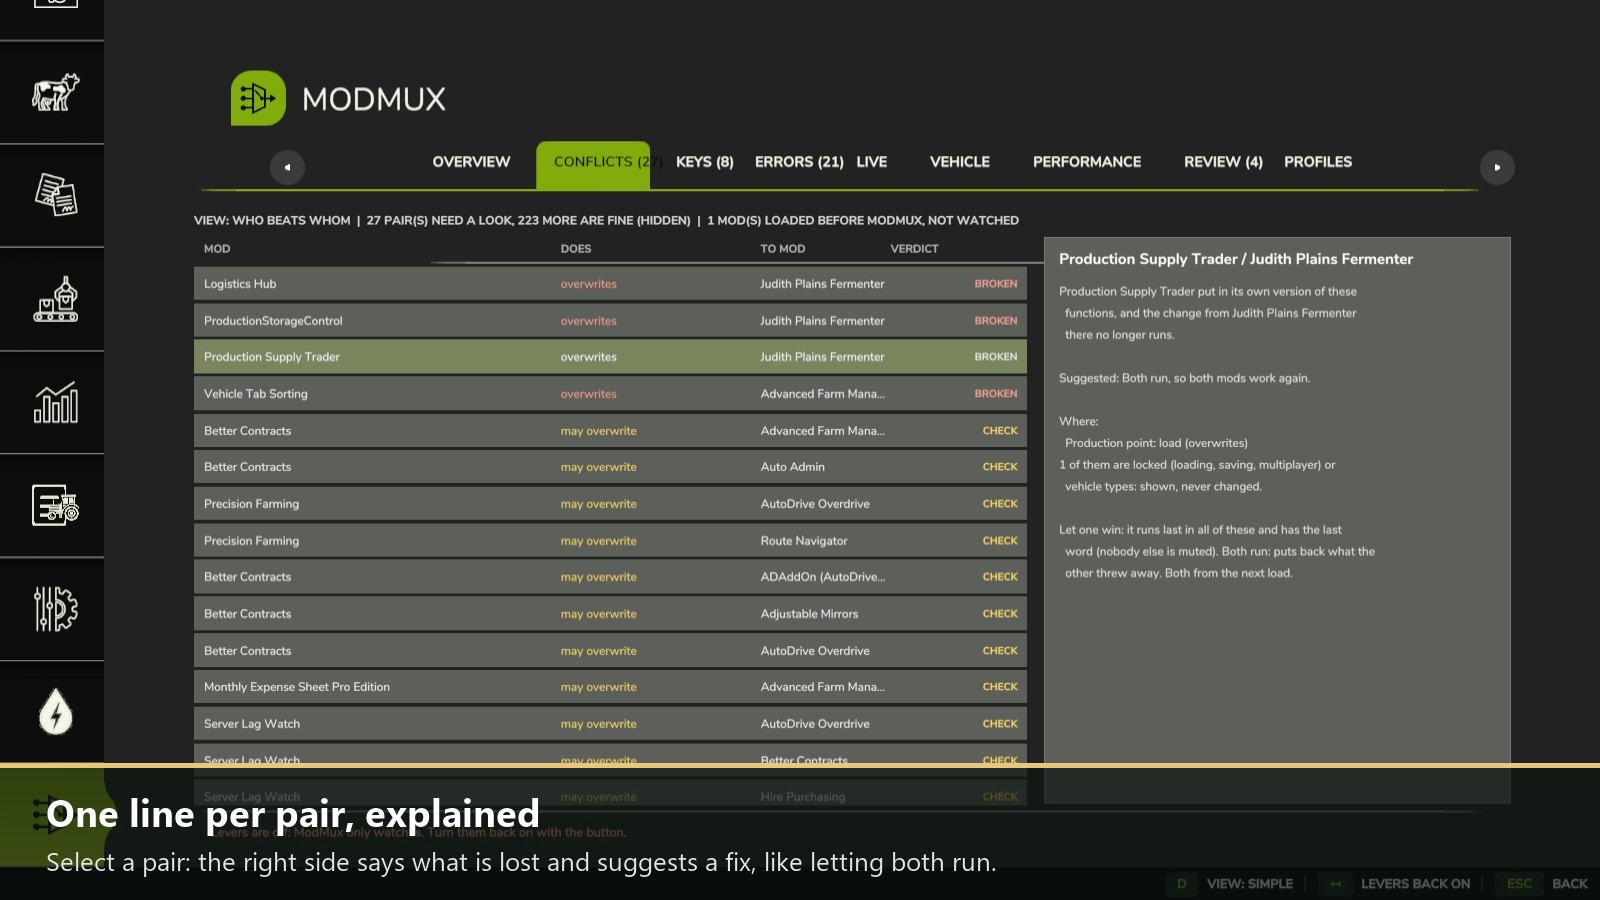 MODMUX
OVERVIEW CONFLICTS (27) KEYS (8) ERRORS (21) LIVE VEHICLE PERFORMANCE REVIEW (4) PROFILES
VIEW: WHO BEATS WHOM | 27 PAIR(S) NEED A LOOK, 223 MORE ARE FINE (HIDDEN) | 1 MOD(S) LOADED BEFORE MODMUX, NOT WATCHED
MOD DOES TO MOD VERDICT
Logistics Hub overwrites Judith Plains Fermenter BROKEN
ProductionStorageControl overwrites Judith Plains Fermenter BROKEN
Production Supply Trader overwrites Judith Plains Fermenter BROKEN
Vehicle Tab Sorting overwrites Advanced Farm Mana... BROKEN
Better Contracts may overwrite Advanced Farm Mana... CHECK
Better Contracts may overwrite Auto Admin CHECK
Precision Farming may overwrite AutoDrive Overdrive CHECK
Precision Farming may overwrite Route Navigator CHECK
Better Contracts may overwrite ADAddOn (AutoDrive... CHECK
Better Contracts may overwrite Adjustable Mirrors CHECK
Better Contracts may overwrite AutoDrive Overdrive CHECK
Monthly Expense Sheet Pro Edition may overwrite Advanced Farm Mana... CHECK
Server Lag Watch may overwrite AutoDrive Overdrive CHECK
Server Lag Watch may overwrite Better Contracts CHECK
Server Lag Watch may overwrite Hire Purchasing CHECK
Production Supply Trader / Judith Plains Fermenter
Production Supply Trader put in its own version of these
functions, and the change from Judith Plains Fermenter
there no longer runs.
Suggested: Both run, so both mods work again.
Where:
Production point: load (overwrites)
1 of them are locked (loading, saving, multiplayer) or
vehicle types: shown, never changed.
Let one win: it runs last in all of these and has the last
word (nobody else is muted). Both run: puts back what the
other threw away. Both from the next load.
One line per pair, explained
Levers are off: ModMux only watches. Turn them back on with the button.
Select a pair: the right side says what is lost and suggests a fix, like letting both run.
D VIEW: SIMPLE LEVERS BACK ON ESC BACK